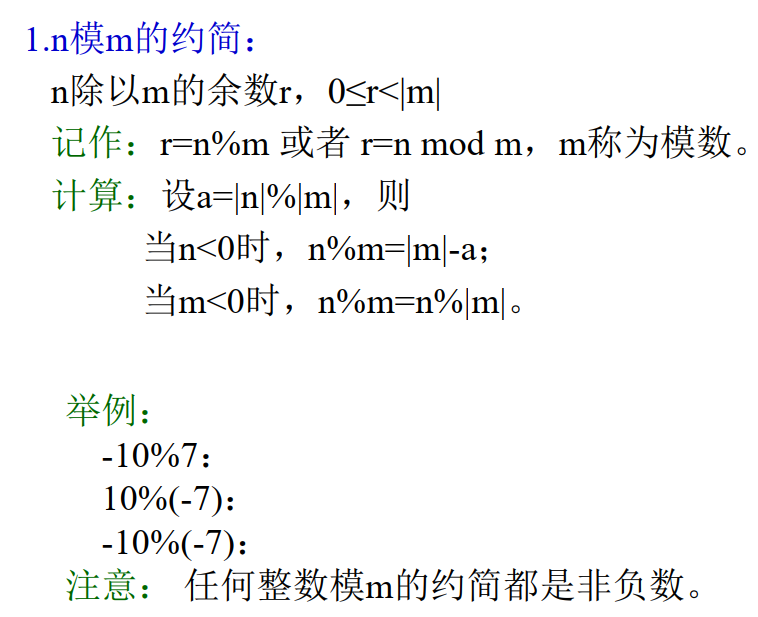 1.n模m的约简：
n除以m的余数r，0≤r<|m|
记作：r=n%m 或者 r=n mod m，m称为模数。
计算：设a=|n|%|m|，则
当n<0时，n%m=|m|-a；
当m<0时，n%m=n%|m|。
举例：
-10%7：
10%(-7)：
-10%(-7)：
注意： 任何整数模m的约简都是非负数。